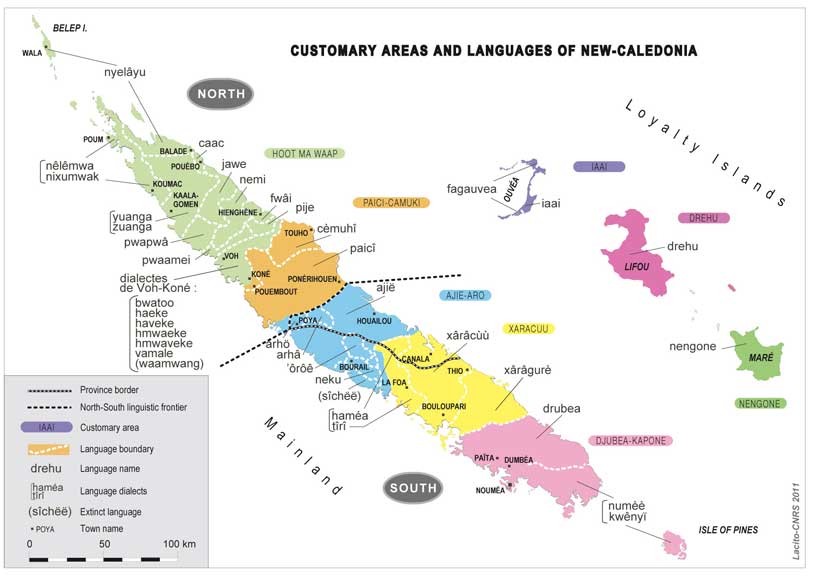 CUSTOMARY AREAS AND LANGUAGES OF NEW-CALEDONIA
BELEP I.
WALA
nyelâyu
NORTH
Loyalty Islands
POUM
BALADE
caac
POUÉBO
HOOT MA WAAP
jawe
IAAI
nêlêmwa
nixumwak
nemi
fagauvea
OUVÉA
iaai
KOUMAC
KAALA-
GOMEN
HIENGHÈNE
fwâi
pije
PAICI-CAMUKI
DREHU
yuanga
zuanga
TOUHO
cèmuhî
drehu
pwapwâ
paicî
LIFOU
pwaamei
VOH
dialectes
de Voh-Koné :
KONÉ
PONÉRIHOUEN
POUEMBOUT
ajië
AJIE-ARO
bwatoo
haeke
haveke
hmwaeke
hmwaveke
vamale
(waamwang)
POYA
HOUAILOU
XARACUU
arhö
arhâ
'ôrôê
xârâcùù
nengone
MARÉ
CANALA
BOURAIL
THIO
neku
LA FOA
xârâgurè
(sîchëë)
NENGONE
BOULOUPARI
haméa
tîrî
drubea
DJUBEA-KAPONE
Mainland
PAÏTA
DUMBÉA
SOUTH
NOUMÉA
numèè
kwênyï
ISLE OF PINES
Province border
North-South linguistic frontier
IAAI
Customary area
Language boundary
drehu
Language name
haméa
tîrî
Language dialects
(sîchëë)
Extinct language
POYA
Town name
0 50 100 km
Lacito-CNRS 2011